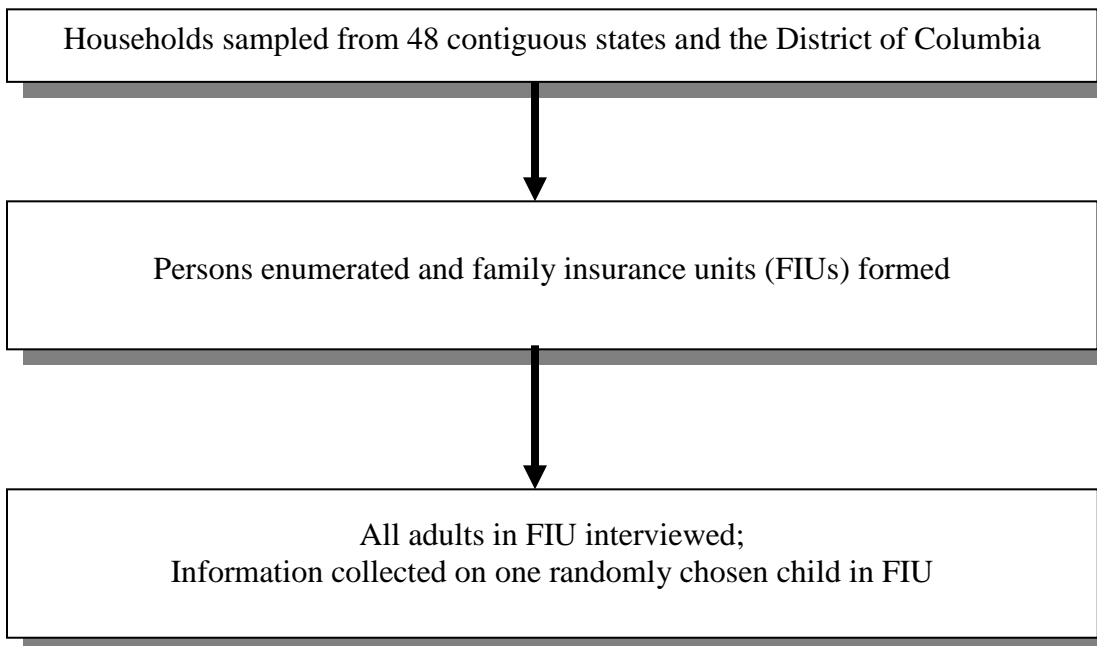 Households sampled from 48 contiguous states and the District of Columbia
Persons enumerated and family insurance units (FIUs) formed
All adults in FIU interviewed;
Information collected on one randomly chosen child in FIU